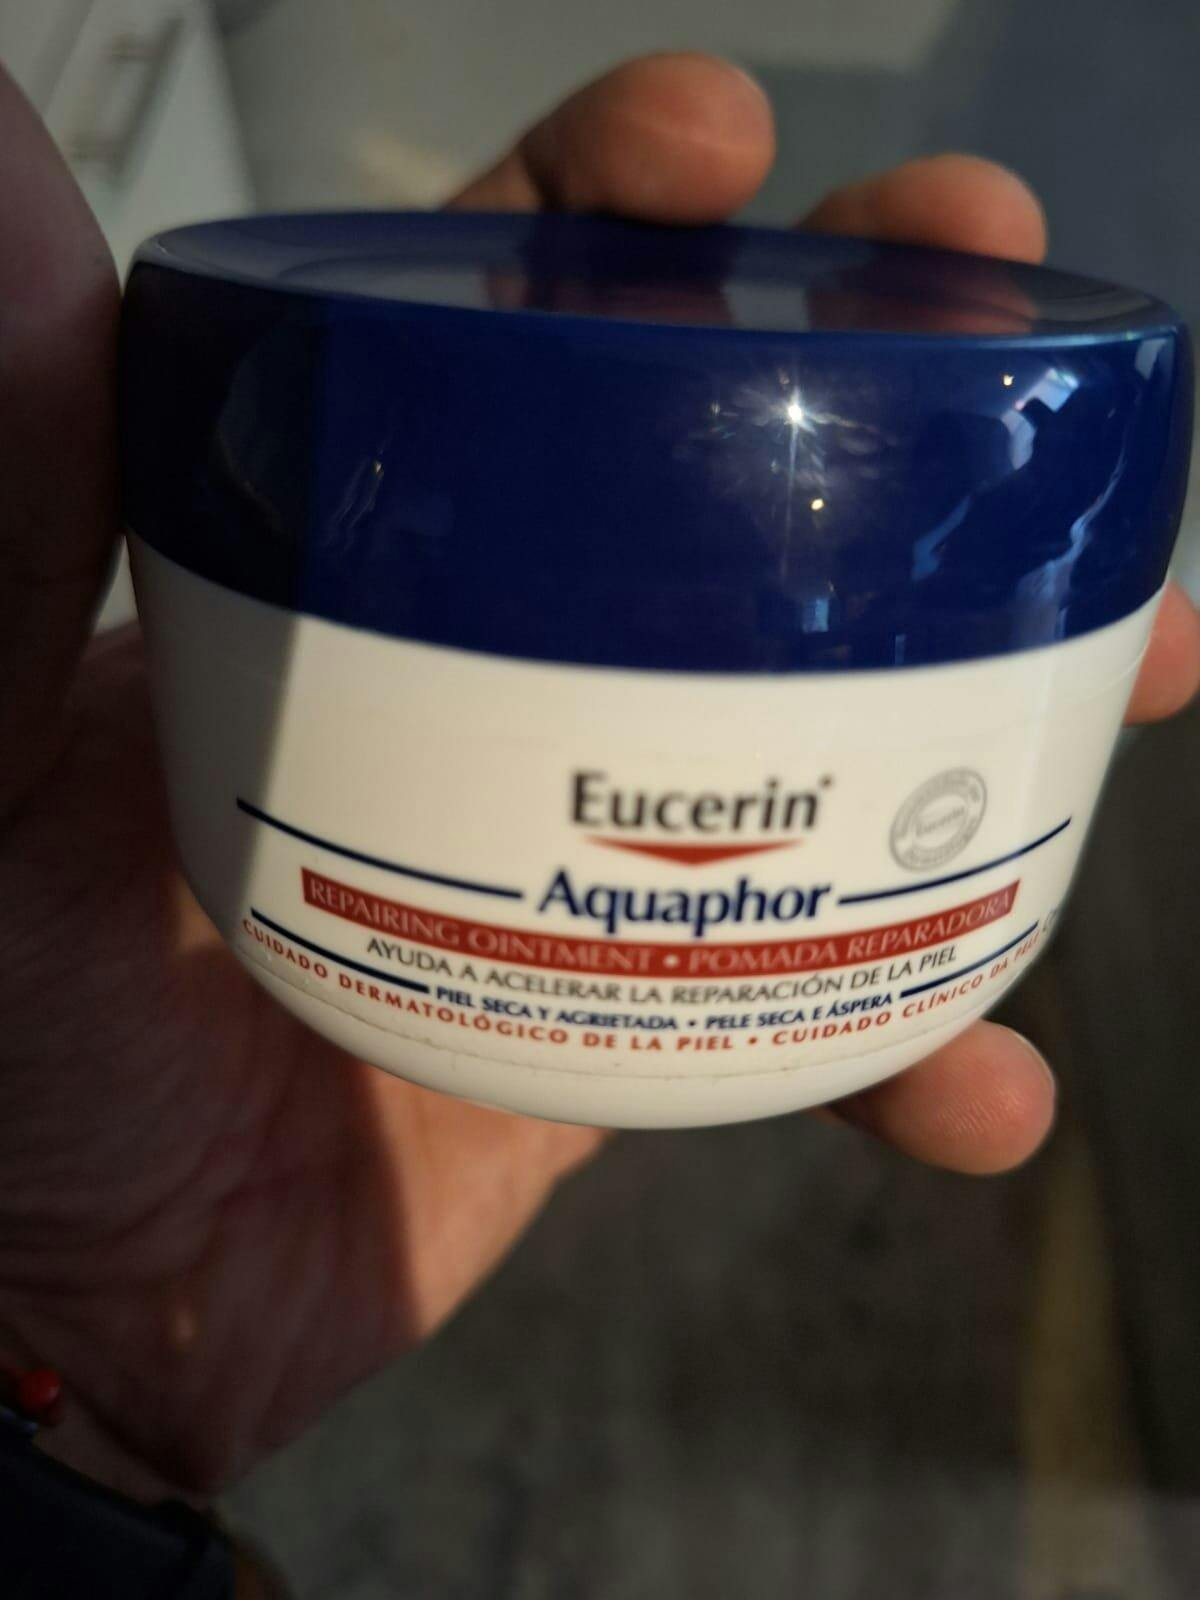 Eucerin
Aquaphor
REPAIRING OINTMENT • POMADA REPARADORA
AYUDA A ACELERAR LA REPARACIÓN DE LA PIEL
PIEL SECA Y AGRIETADA • PELE SECA E ÁSPERA
CUIDADO DERMATOLÓGICO DE LA PIEL • CUIDADO CLÍNICO DA PELE